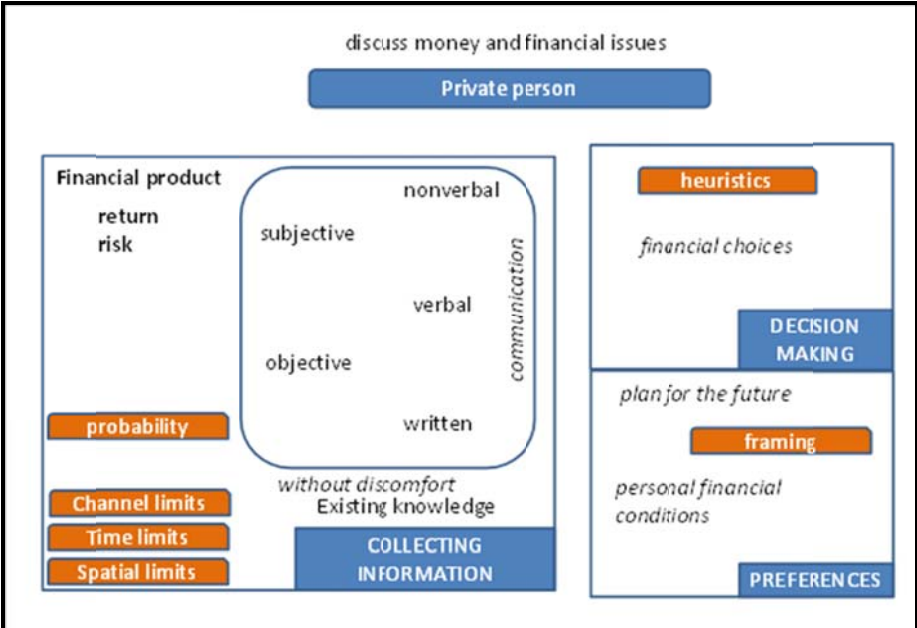 discuss money and financial issues
Private person
Financial product
return
risk
nonverbal
subjective
verbal
objective
written
communication
probability
without discomfort
Existing knowledge
Channel limits
Time limits
Spatial limits
COLLECTING
INFORMATION
heuristics
financial choices
DECISION
MAKING
plan for the future
framing
personal financial
conditions
PREFERENCES